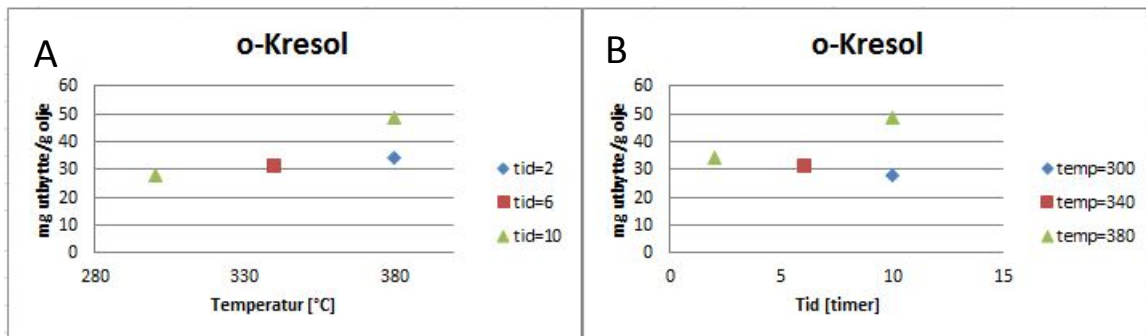 A
o-Kresol
mg utbytte/g olje
60
50
40
30
20
10
0
280
330
380
Temperatur [°C]
tid=2
tid=6
tid=10
B
o-Kresol
mg utbytte/g olje
60
50
40
30
20
10
0
0
5
10
15
Tid [timer]
temp=300
temp=340
temp=380